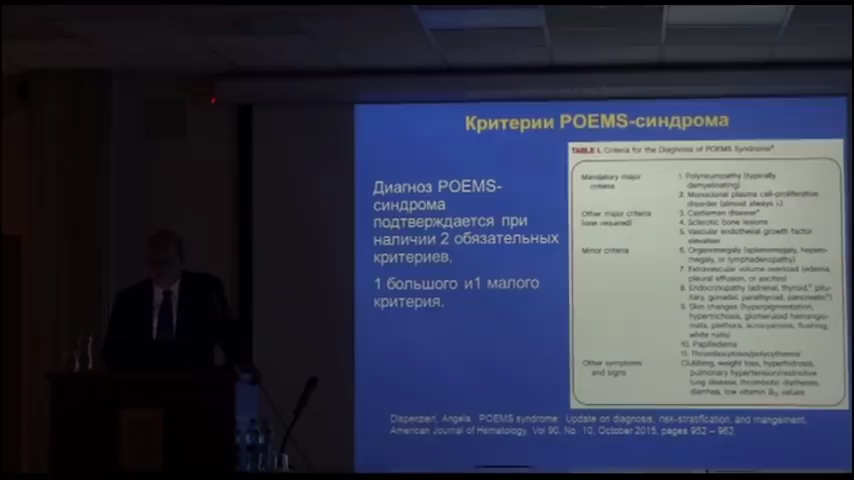 Критерии POEMS-синдрома
Диагноз POEMS-
синдрома
подтверждается при
наличии 2 обязательных
критериев,
1 большого и1 малого
критерия.
TABLE I. Criteria for the Diagnosis of POEMS Syndrome
Mandatory major
criteria
1. Polyneuropathy (typically
demyelinating)
2. Monoclonal plasma cell-proliferative
disorder (almost always λ)
Other major criteria
(one required)
3. Castleman disease
4. Sclerotic bone lesions
5. Vascular endothelial growth factor
elevation
Minor criteria
6. Organomegaly (splenomegaly, hepato-
megaly, or lymphadenopathy)
7. Extravascular volume overload (edema,
pleural effusion, or ascites)
8. Endocrinopathy (adrenal, thyroid, pitu-
itary, gonadal, parathyroid, pancreatic)
9. Skin changes (hyperpigmentation,
hypertrichosis, glomeruloid hemangio-
mata, plethora, acrocyanosis, flushing,
white nails)
10. Papilledema
11. Thrombocytosis/polycythemia
Other symptoms
and signs
Clubbing, weight loss, hyperhidrosis,
pulmonary hypertension/restrictive
lung disease, thrombotic diatheses,
diarrhea, low vitamin B12 values
Dispenzieri, Angela. POEMS syndrome: Update on diagnosis, risk-stratification, and mangement,
American Journal of Hematology, Vol 90, No. 10, October 2015, pages 952 – 962